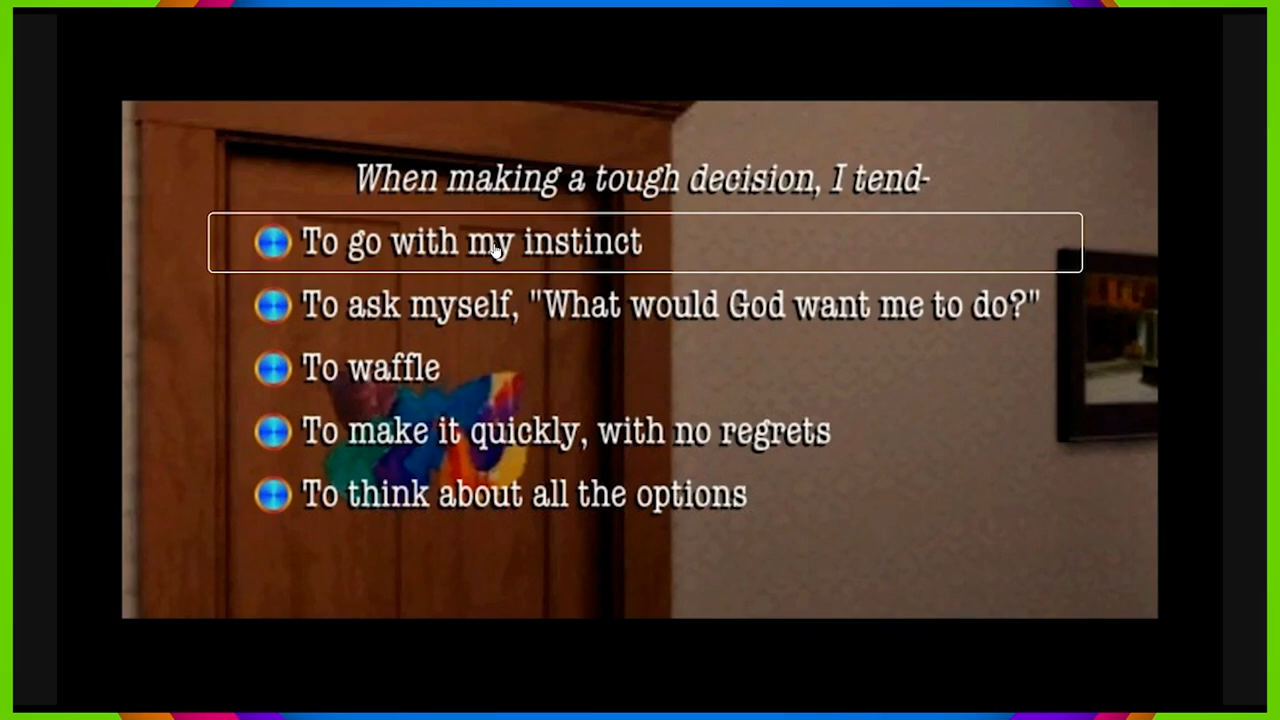 When making a tough decision, I tend-
To go with my instinct
To ask myself, "What would God want me to do?"
To waffle
To make it quickly, with no regrets
To think about all the options